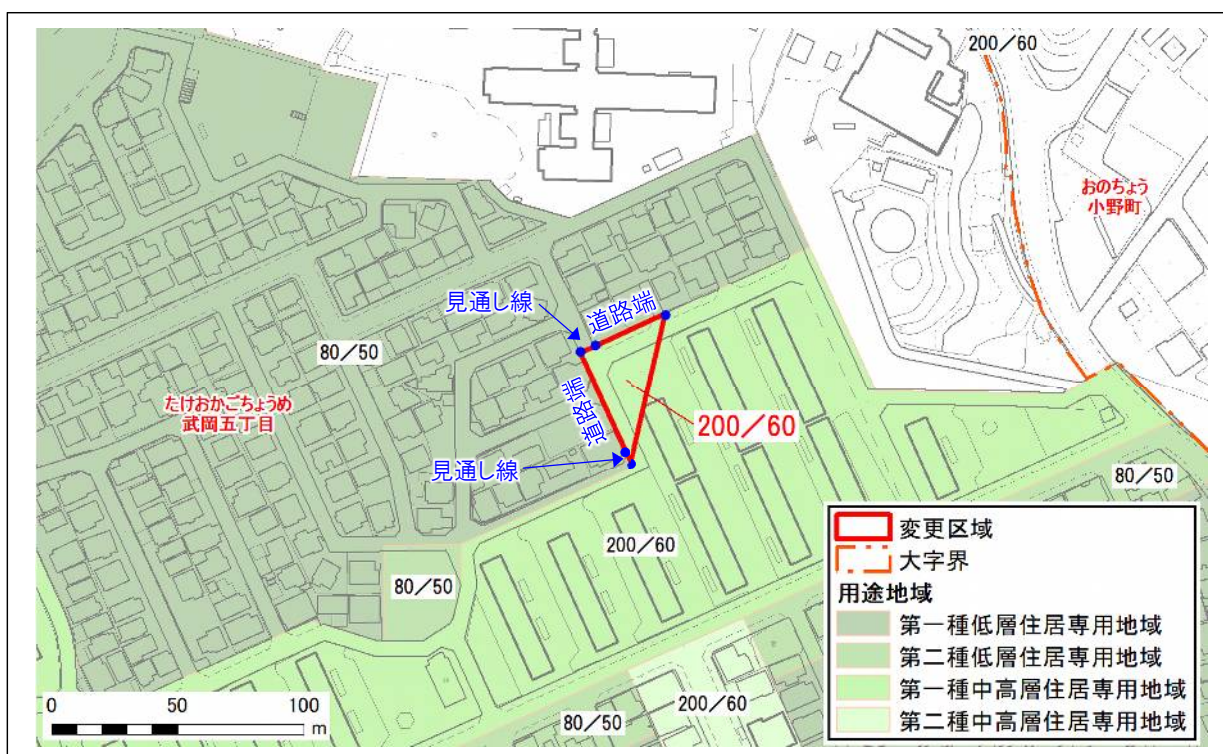 200/60
おのちょう
小野町
見通し線
道路端
80/50
たけおかごちょうめ
武岡五丁目
道路端
200/60
見通し線
80/50
200/60
80/50
80/50
200/60
変更区域
大字界
用途地域
第一種低層住居専用地域
第二種低層住居専用地域
第一種中高層住居専用地域
第二種中高層住居専用地域
0 50 100
m